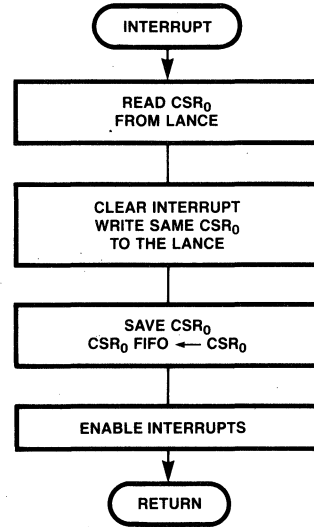 INTERRUPT
READ CSR₀
FROM LANCE
CLEAR INTERRUPT
WRITE SAME CSR₀
TO THE LANCE
SAVE CSR₀
CSR₀ FIFO ← CSR₀
ENABLE INTERRUPTS
RETURN